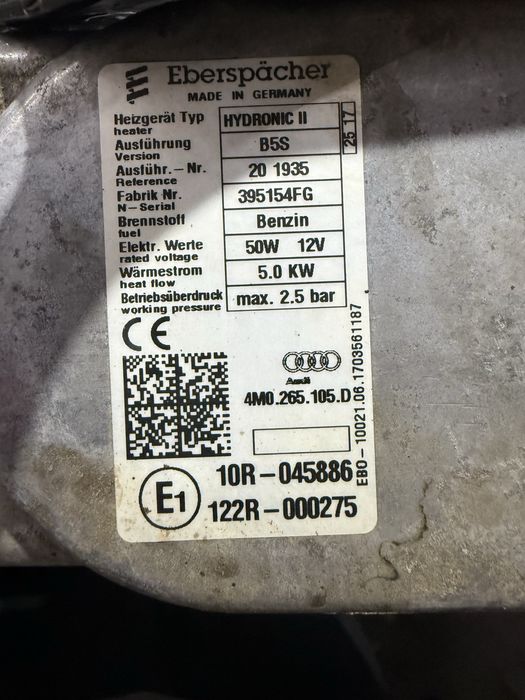 Eberspächer
MADE IN GERMANY
Heizgerät Typ HYDRONIC II 25 17
heater
Ausführung B5S
Version
Ausführ.-Nr. 20 1935
Reference
Fabrik Nr. 395154FG
N-Serial
Brennstoff Benzin
fuel
Elektr. Werte 50W 12V
rated voltage
Wärmestrom 5.0 KW
heat flow
Betriebsüberdruck max. 2.5 bar
working pressure
CE
Audi
4M0.265.105.D
EBO-10021.06.1703561187
E1
10R-045886
122R-000275